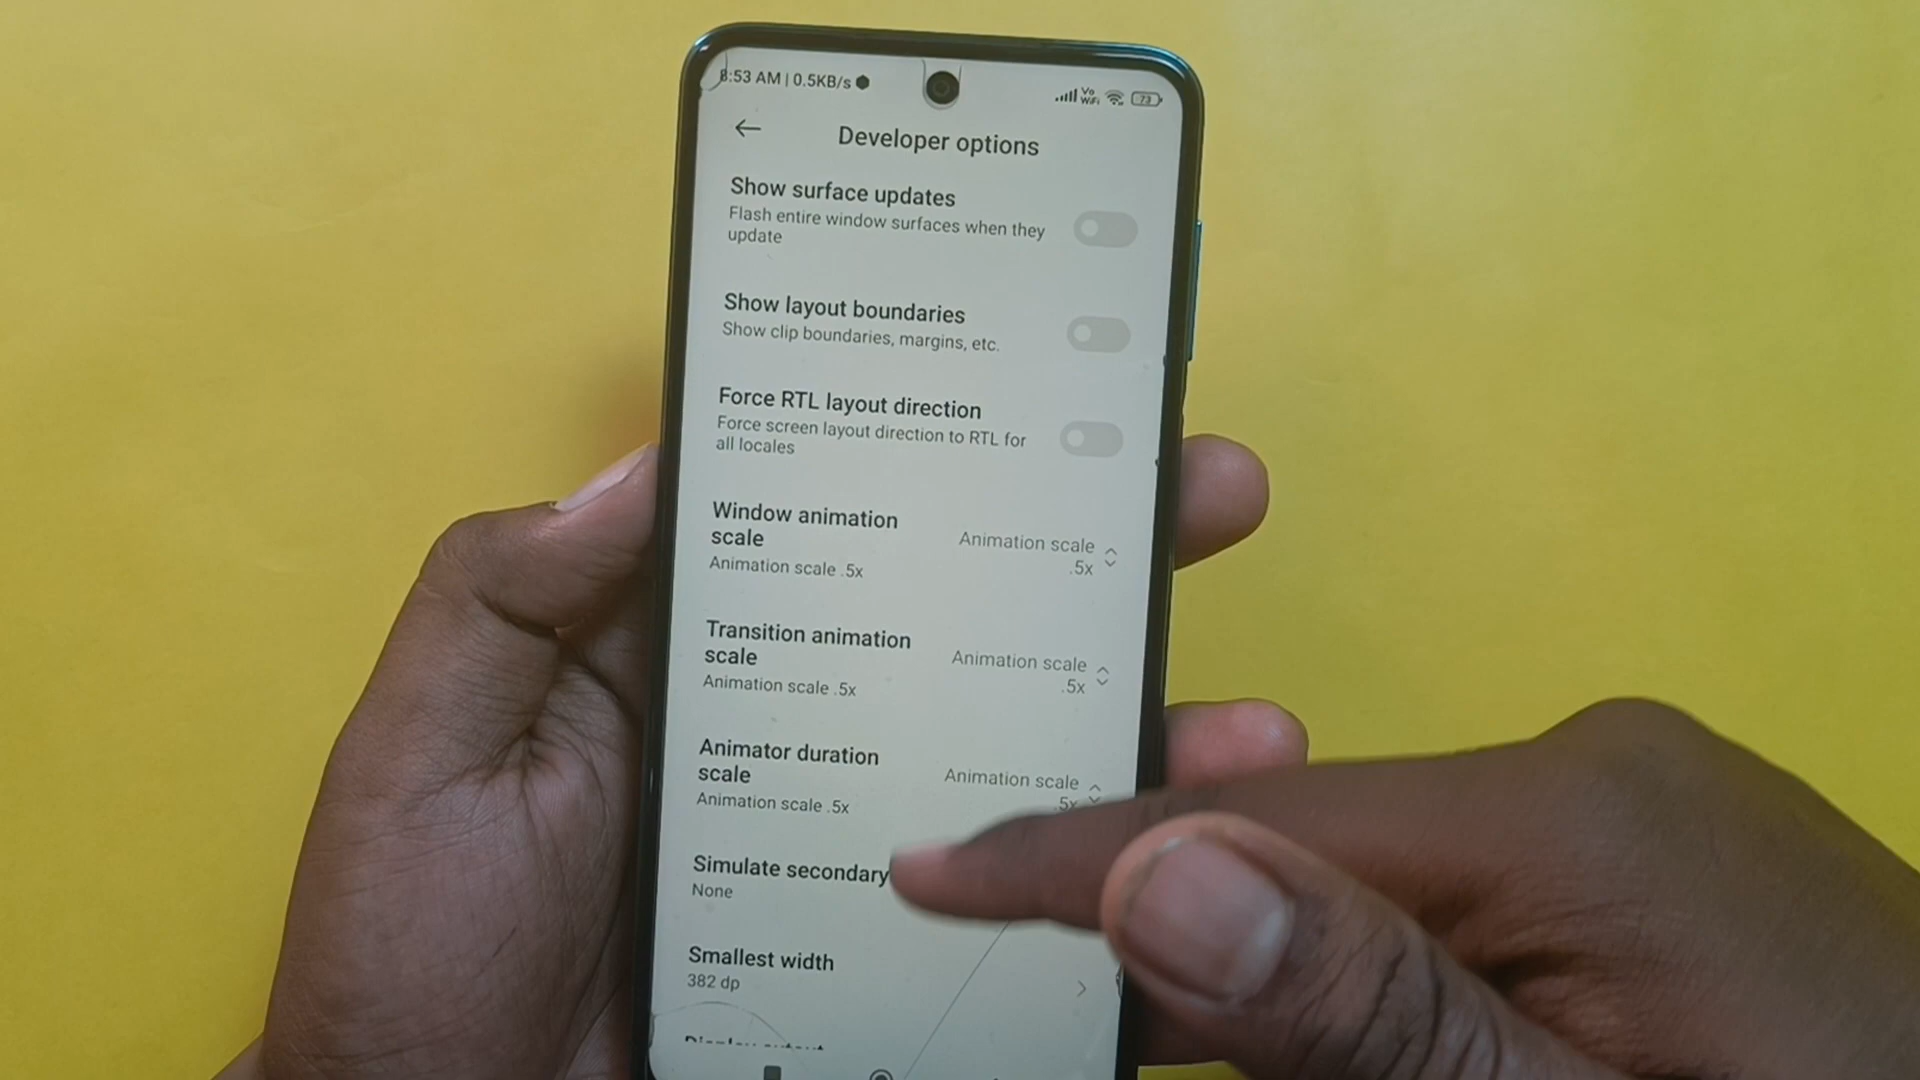 8:53 AM | 0.5KB/s
Vo
WiFi
73
Developer options
Show surface updates
Flash entire window surfaces when they
update
Show layout boundaries
Show clip boundaries, margins, etc.
Force RTL layout direction
Force screen layout direction to RTL for
all locales
Window animation
scale
Animation scale .5x
Animation scale
.5x
Transition animation
scale
Animation scale .5x
Animation scale
.5x
Animator duration
scale
Animation scale .5x
Animation scale
.5x
Simulate secondary
None
Smallest width
382 dp